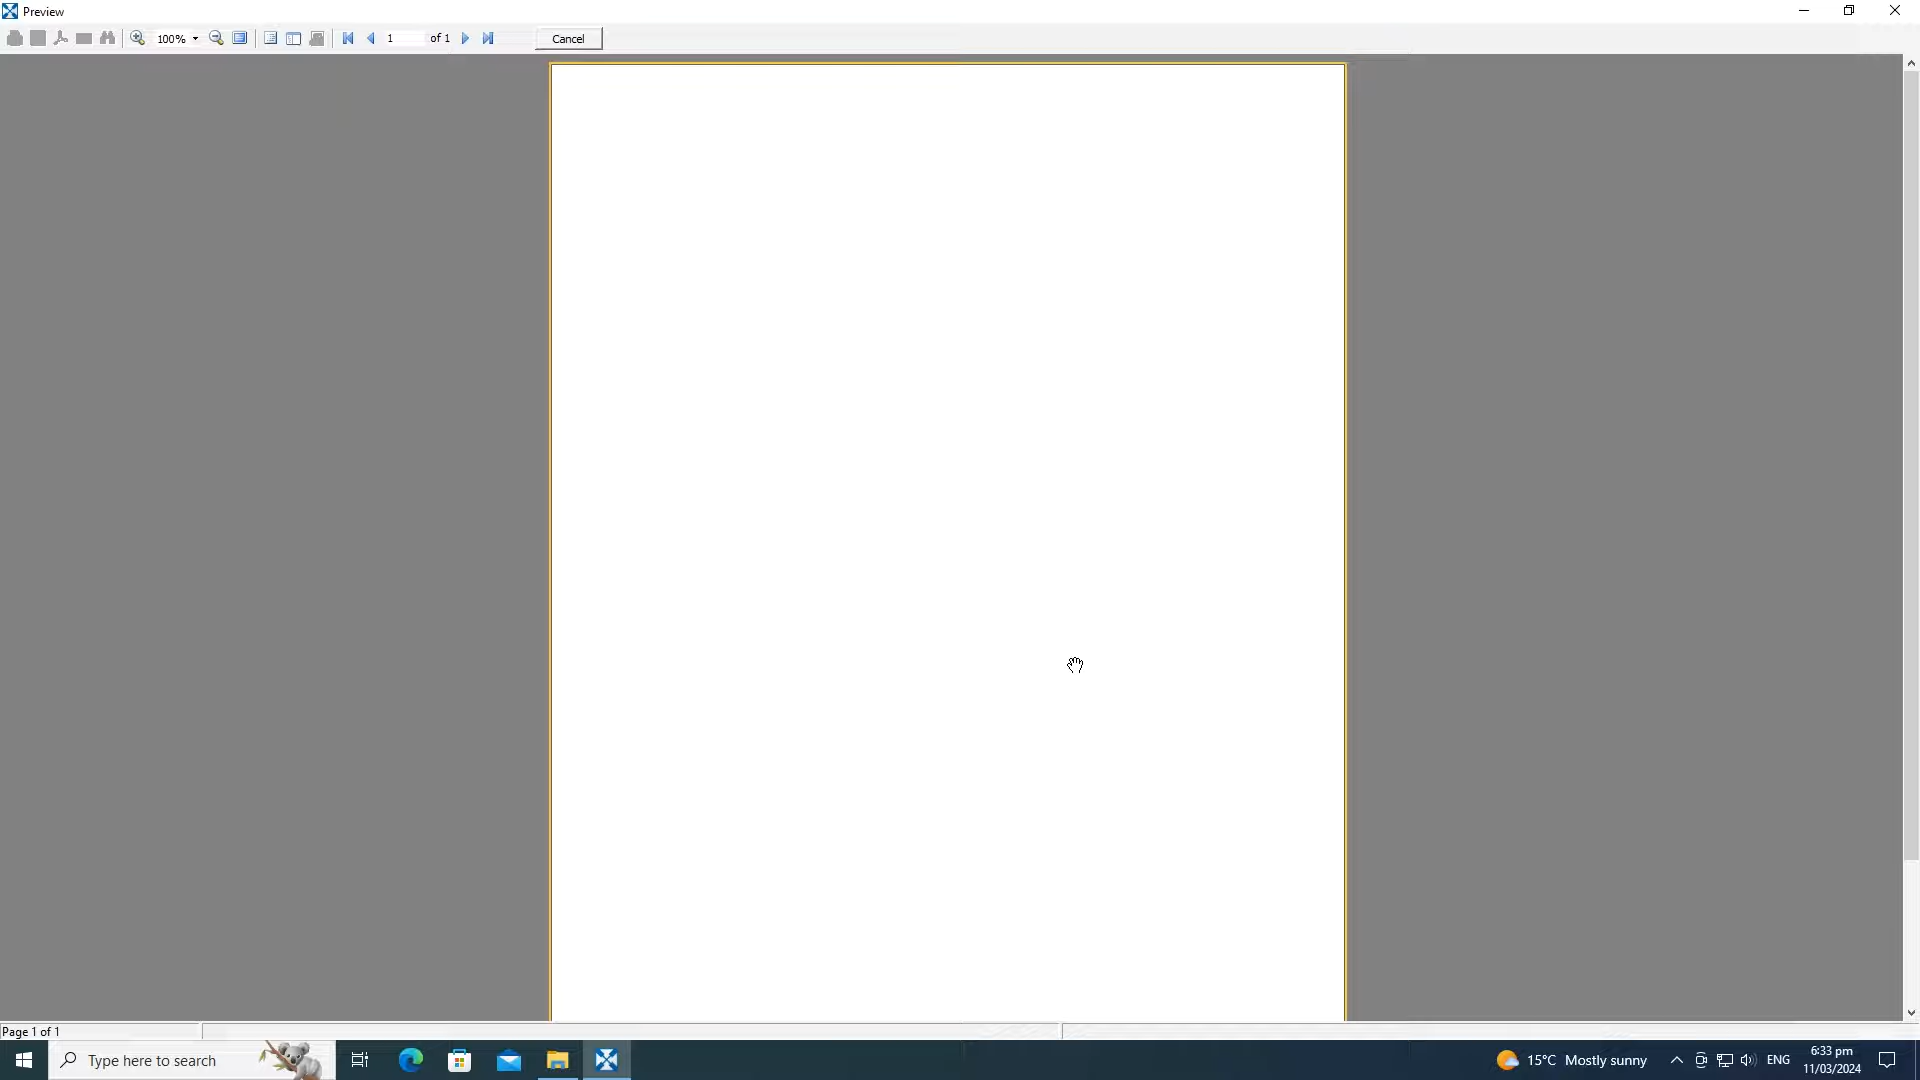 Preview
100%
1 of 1
Cancel
Page 1 of 1
Type here to search
15°C Mostly sunny
ENG
6:33 pm
11/03/2024